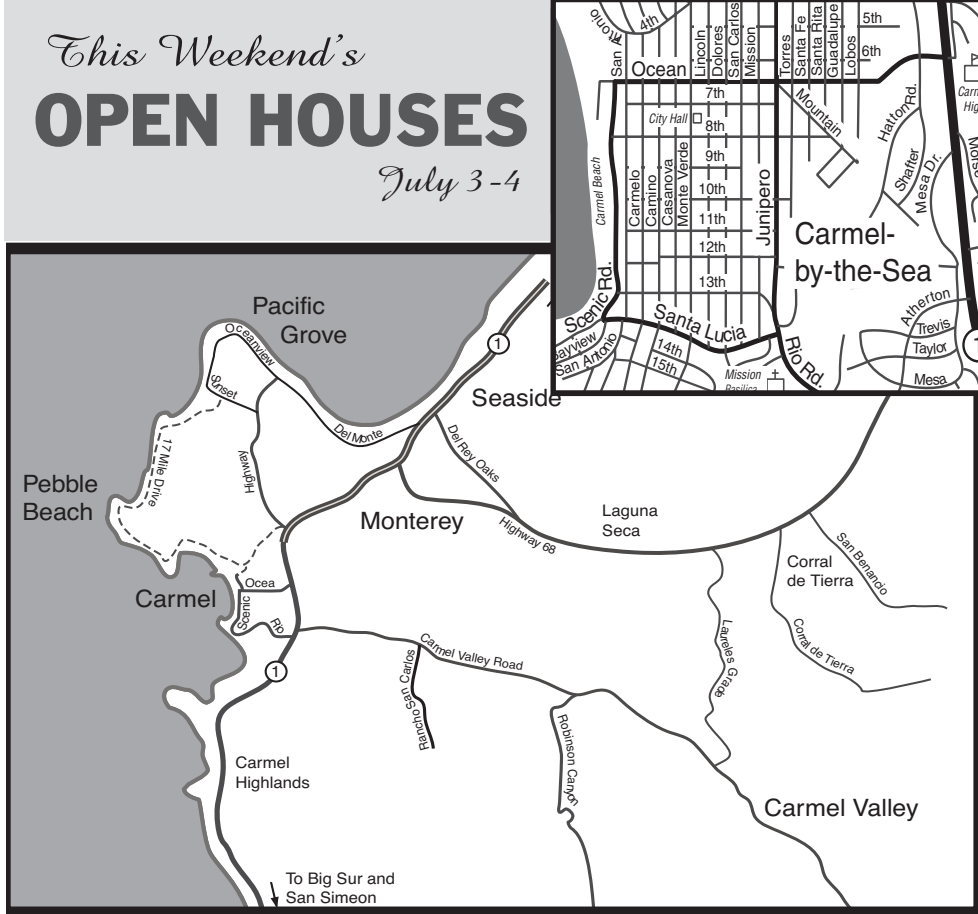 This Weekend's
OPEN HOUSES
July 3-4
4th
Lincoln
Dolores
San Carlos
Mission
Torres
Santa Fe
Santa Rita
Guadalupe
Lobos
5th
6th
Ocean
7th
City Hall
8th
9th
10th
11th
12th
13th
Mountain
Hatton Rd.
Shafter
Mesa Dr.
Carmel Beach
Carmelo
Camino
Casanova
Monte Verde
Junipero
Carmel-
by-the-Sea
Scenic Rd.
Santa Lucia
San Antonio
14th
15th
Mission
Rio Rd.
Atherton
Trevis
Taylor
Mesa
1
Pacific
Grove
Oceanview
Sunset
Del Monte
1
Seaside
Pebble
Beach
17 Mile Drive
Highway
Monterey
Del Rey Oaks
Highway 68
Laguna
Seca
Corral
de Tierra
San Benancio
Corral de Tierra
Laureles Grade
Carmel
Ocea
Scenic
Rio
1
Carmel Valley Road
Rancho San Carlos
Robinson Canyon
Carmel
Highlands
Carmel Valley
To Big Sur and
San Simeon